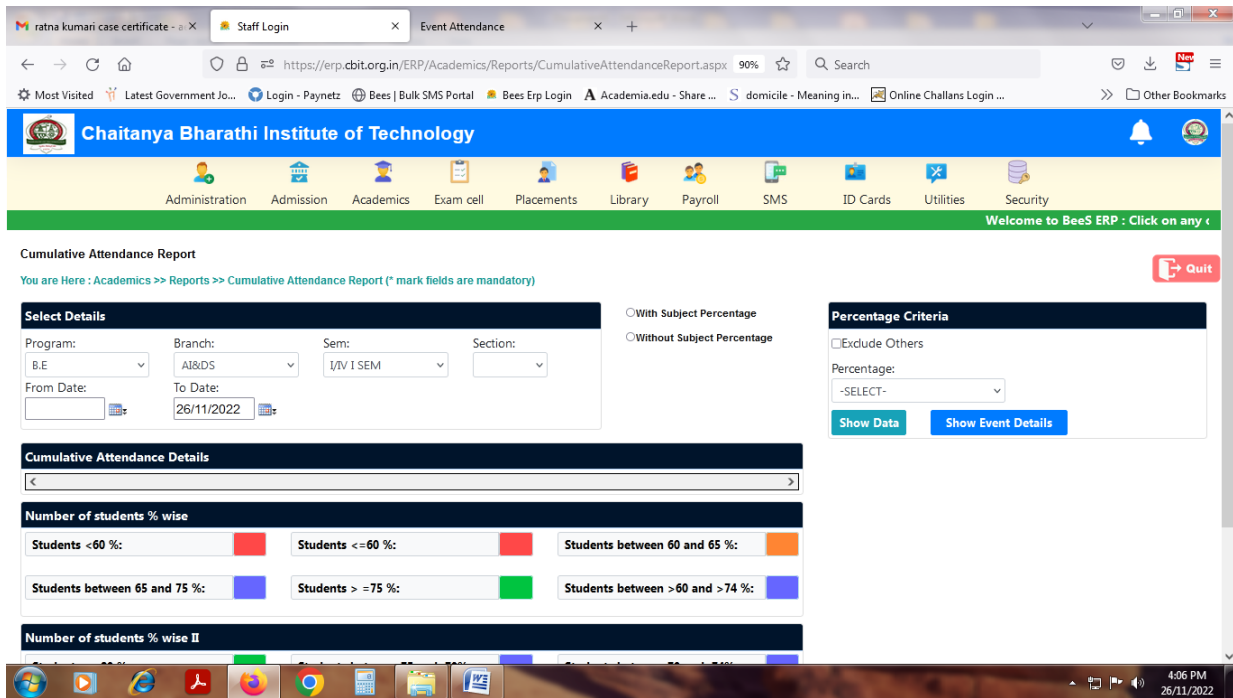 ratna kumari case certificate - a
Staff Login
Event Attendance
https://erp.cbit.org.in/ERP/Academics/Reports/CumulativeAttendanceReport.aspx
90%
Search
New
Most Visited
Latest Government Jo...
Login - Paynetz
Bees | Bulk SMS Portal
Bees Erp Login
Academia.edu - Share ...
domicile - Meaning in...
Online Challans Login ...
Other Bookmarks
Chaitanya Bharathi Institute of Technology
Administration
Admission
Academics
Exam cell
Placements
Library
Payroll
SMS
ID Cards
Utilities
Security
Welcome to BeeS ERP : Click on any
Cumulative Attendance Report
Quit
You are Here : Academics >> Reports >> Cumulative Attendance Report (* mark fields are mandatory)
Select Details
Program:
Branch:
Sem:
Section:
B.E
AI&DS
I/IV I SEM
From Date:
To Date:
26/11/2022
With Subject Percentage
Without Subject Percentage
Percentage Criteria
Exclude Others
Percentage:
-SELECT-
Show Data
Show Event Details
Cumulative Attendance Details
Number of students % wise
Students <60 %:
Students <=60 %:
Students between 60 and 65 %:
Students between 65 and 75 %:
Students > =75 %:
Students between >60 and >74 %:
Number of students % wise II
4:06 PM
26/11/2022